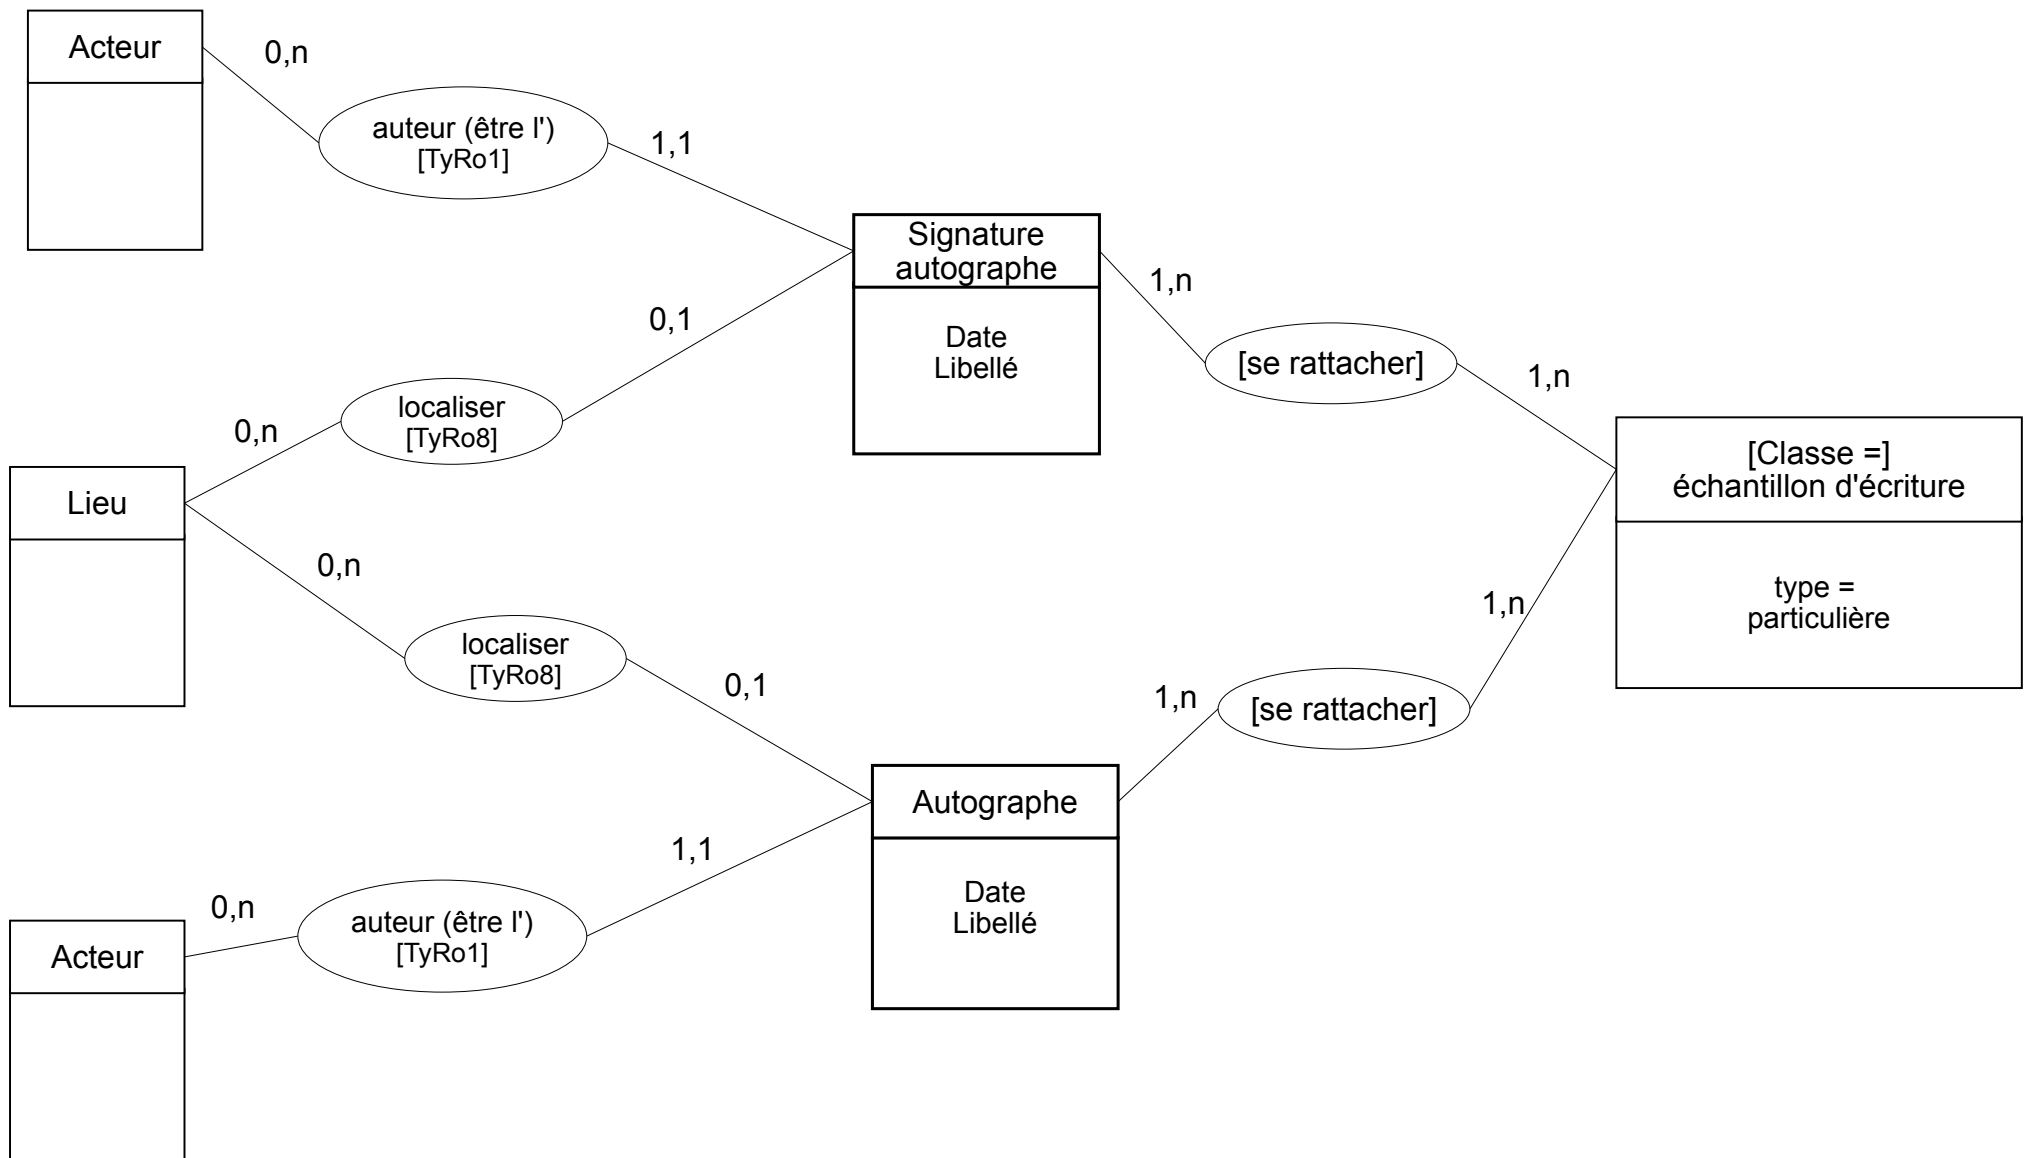 Acteur
0,n
auteur (être l')
[TyRo1]
1,1
Signature
autographe
Date
Libellé
1,n
[se rattacher]
1,n
0,1
localiser
[TyRo8]
0,n
Lieu
[Classe =]
échantillon d'écriture
type =
particulière
0,n
localiser
[TyRo8]
0,1
1,n
[se rattacher]
1,n
Autographe
Date
Libellé
1,1
0,n
auteur (être l')
[TyRo1]
Acteur